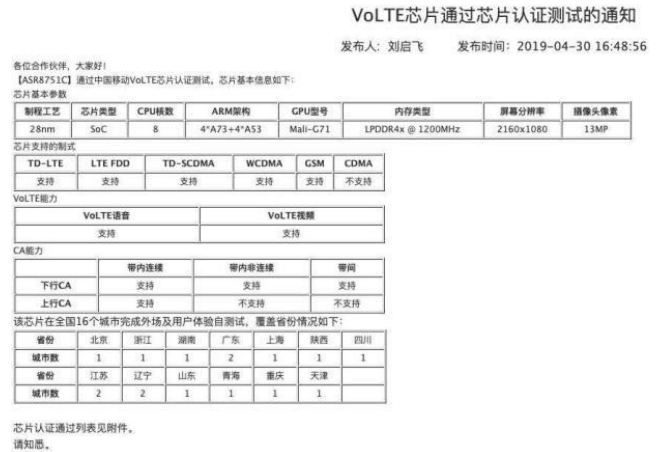 VoLTE芯片通过芯片认证测试的通知
发布人：刘启飞 发布时间：2019-04-30 16:48:56
各位合作伙伴，大家好！
【ASR8751C】通过中国移动VoLTE芯片认证测试，芯片基本信息如下：
芯片基本参数
制程工艺 芯片类型 CPU核数 ARM架构 GPU型号 内存类型 屏幕分辨率 摄像头像素
28nm SoC 8 4*A73+4*A53 Mali-G71 LPDDR4x @ 1200MHz 2160x1080 13MP
芯片支持的制式
TD-LTE LTE FDD TD-SCDMA WCDMA GSM CDMA
支持 支持 支持 支持 支持 不支持
VoLTE能力
VoLTE语音 VoLTE视频
支持 支持
CA能力
带内连续 带内非连续 带间
下行CA 支持 支持 支持
上行CA 支持 不支持 不支持
该芯片在全国16个城市完成外场及用户体验自测试，覆盖省份情况如下：
省份 北京 浙江 湖南 广东 上海 陕西 四川
城市数 1 1 1 2 1 1 1
省份 江苏 辽宁 山东 青海 重庆 天津
城市数 2 2 1 1 1 1
芯片认证通过列表见附件。
请知悉。